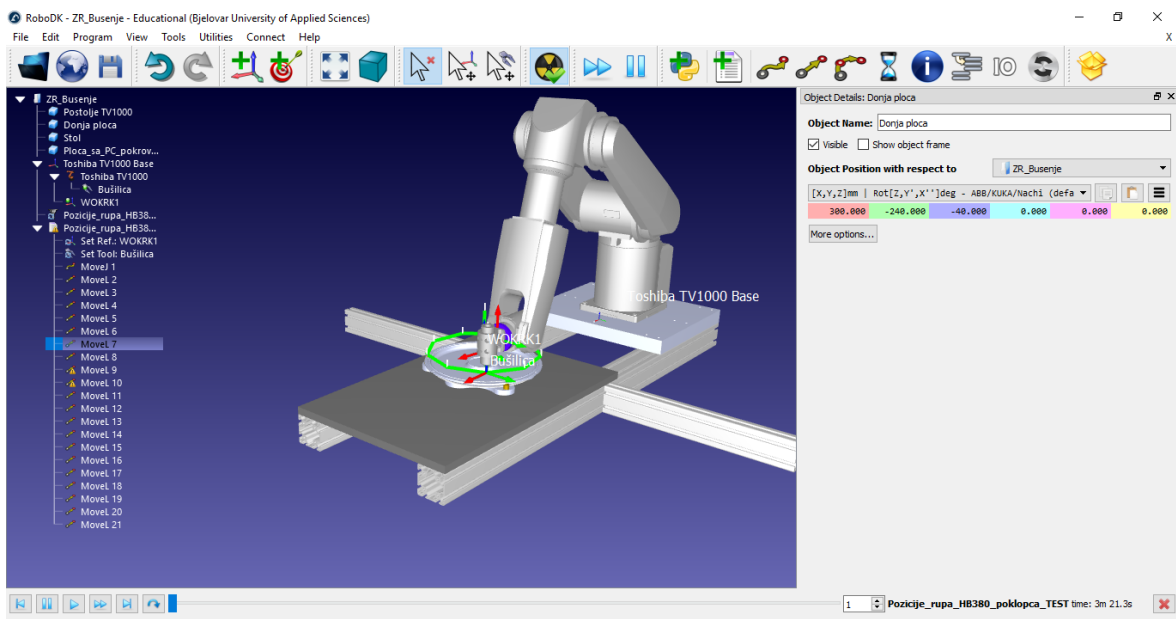 RoboDK - ZR_Busenje - Educational (Bjelovar University of Applied Sciences)
File Edit Program View Tools Utilities Connect Help X
ZR_Busenje
Postolje TV1000
Donja ploca
Stol
Ploca_sa_PC_pokrov...
Toshiba TV1000 Base
Toshiba TV1000
Bušilica
WOKRK1
Pozicije_rupa_HB38...
Pozicije_rupa_HB38...
Set Ref.: WOKRK1
Set Tool: Bušilica
MoveJ 1
MoveL 2
MoveL 3
MoveL 4
MoveL 5
MoveL 6
MoveL 7
MoveL 8
MoveL 9
MoveL 10
MoveL 11
MoveL 12
MoveL 13
MoveL 14
MoveL 15
MoveL 16
MoveL 17
MoveL 18
MoveL 19
MoveL 20
MoveL 21
Toshiba TV1000 Base
WOKRK1
Bušilica
Object Details: Donja ploca
Object Name: Donja ploca
Visible Show object frame
Object Position with respect to ZR_Busenje
[X,Y,Z]mm | Rot[Z,Y',X'']deg - ABB/KUKA/Nachi (defa
300.000 -240.000 -40.000 0.000 0.000 0.000
More options...
1 Pozicije_rupa_HB380_poklopca_TEST time: 3m 21.3s